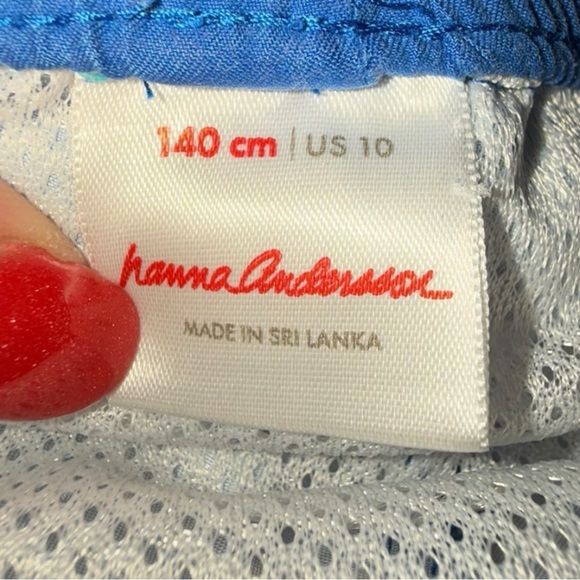 140 cm | US 10
hanna Andersson
MADE IN SRI LANKA